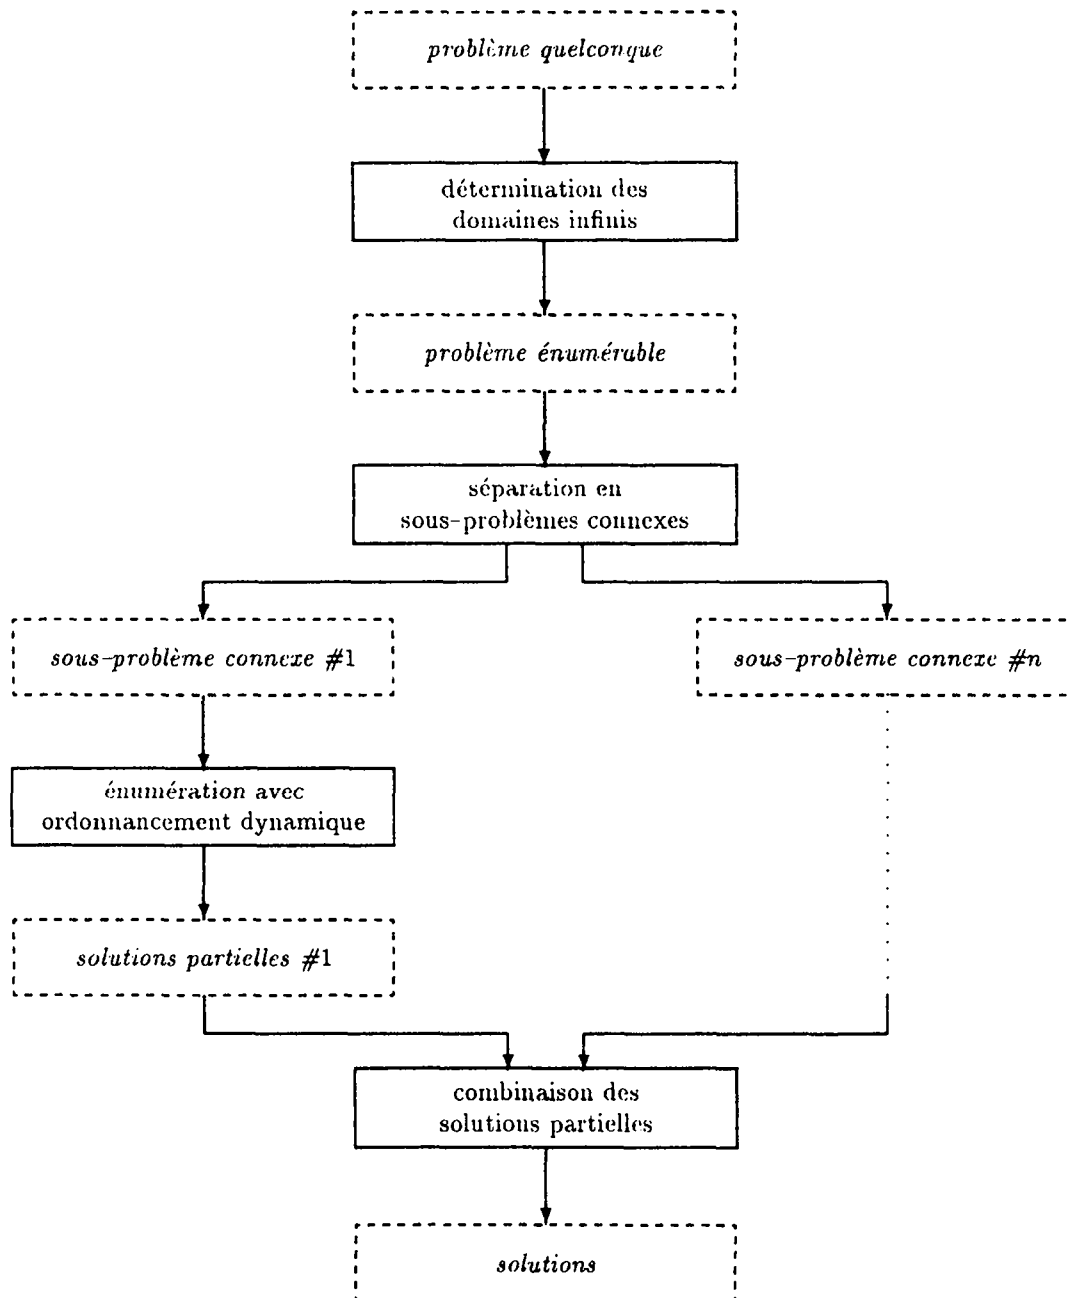 problème quelconque
détermination des
domaines infinis
problème énumérable
séparation en
sous-problèmes connexes
sous-problème connexe #1
sous-problème connexe #n
énumération avec
ordonnancement dynamique
solutions partielles #1
combinaison des
solutions partielles
solutions